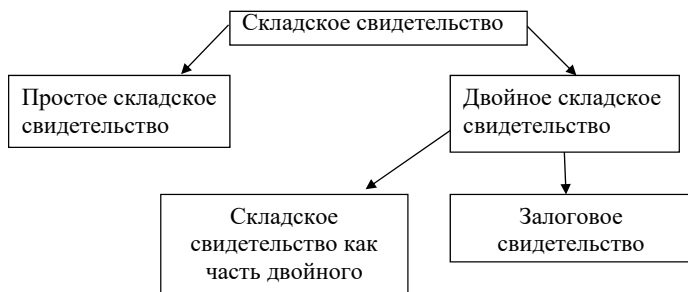 Складское свидетельство
Простое складское
свидетельство
Двойное складское
свидетельство
Складское
свидетельство как
часть двойного
Залоговое
свидетельство